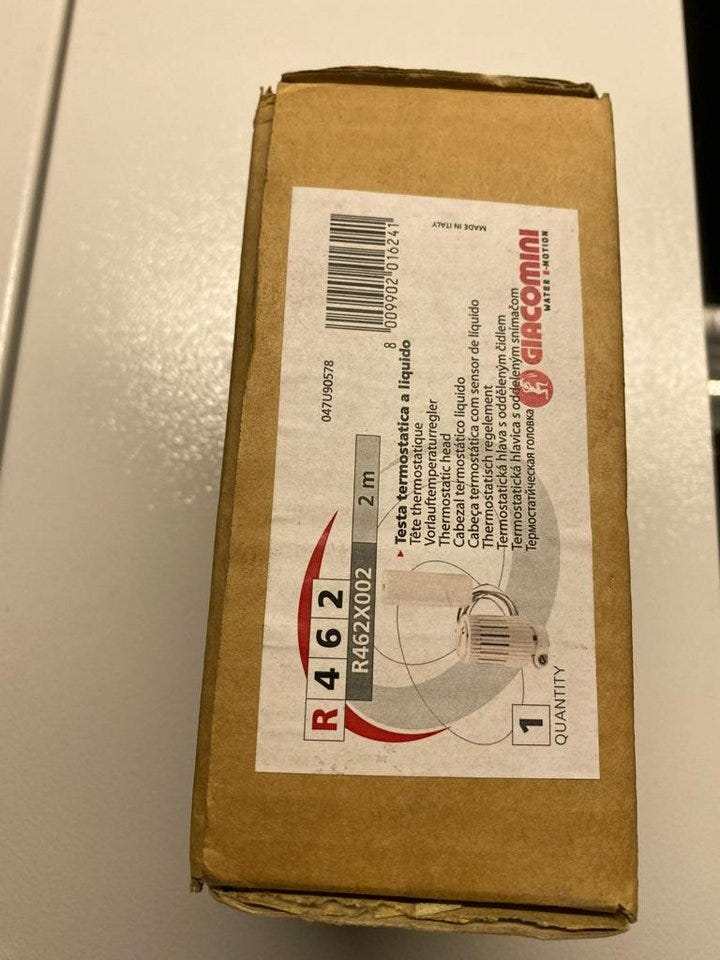 R 4 6 2
R462X002 2 m
047U90578
8 009902 016241
MADE IN ITALY
Testa termostatica a liquido
Tête thermostatique
Vorlauftemperaturregler
Thermostatic head
Cabezal termostático liquido
Cabeça termostática com sensor de líquido
Thermostatisch regelement
Termostatická hlava s odděleným čidlem
Termostatická hlavica s oddeleným snímačom
Термостатическая головка
GIACOMINI
WATER E-MOTION
1
QUANTITY